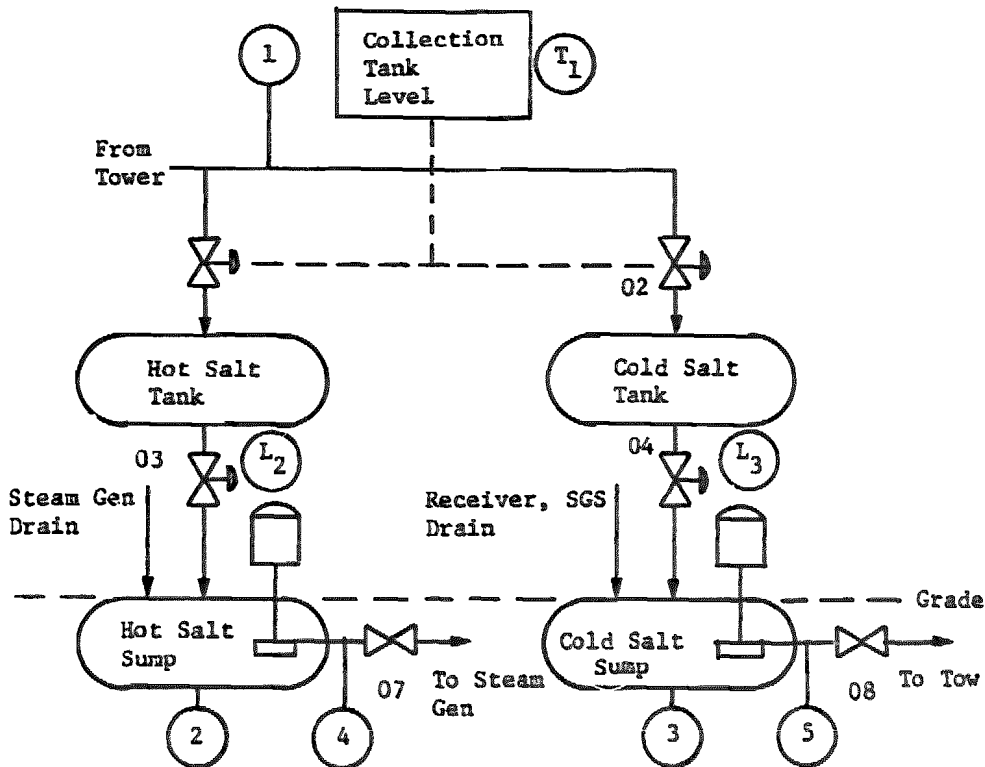 1
Collection
Tank
Level
T1
From
Tower
02
Hot Salt
Tank
Cold Salt
Tank
03
L2
04
L3
Steam Gen
Drain
Receiver, SGS
Drain
Grade
Hot Salt
Sump
Cold Salt
Sump
07
To Steam
Gen
08
To Tow
2
4
3
5